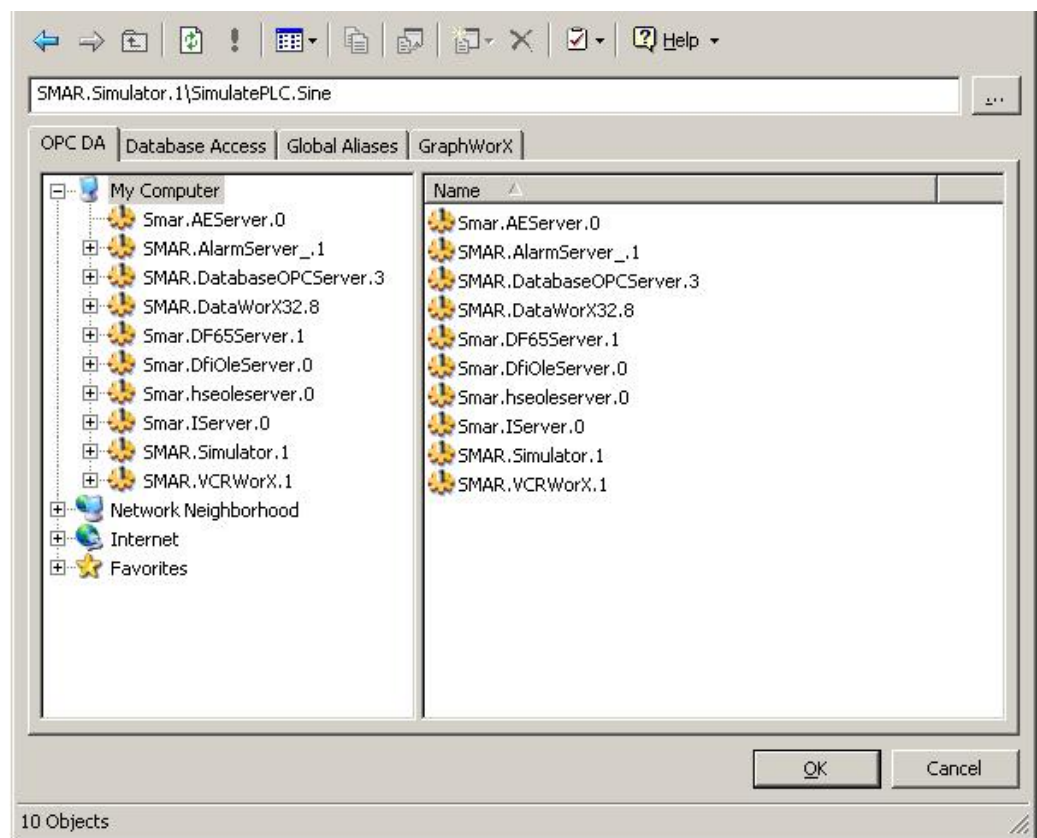 Help
SMAR.Simulator.1\SimulatePLC.Sine
...
OPC DA Database Access Global Aliases GraphWorX
My Computer
Smar.AEServer.0
SMAR.AlarmServer_.1
SMAR.DatabaseOPCServer.3
SMAR.DataWorX32.8
Smar.DF65Server.1
Smar.DfiOleServer.0
Smar.hseoleserver.0
Smar.IServer.0
SMAR.Simulator.1
SMAR.VCRWorX.1
Network Neighborhood
Internet
Favorites
Name
Smar.AEServer.0
SMAR.AlarmServer_.1
SMAR.DatabaseOPCServer.3
SMAR.DataWorX32.8
Smar.DF65Server.1
Smar.DfiOleServer.0
Smar.hseoleserver.0
Smar.IServer.0
SMAR.Simulator.1
SMAR.VCRWorX.1
OK Cancel
10 Objects